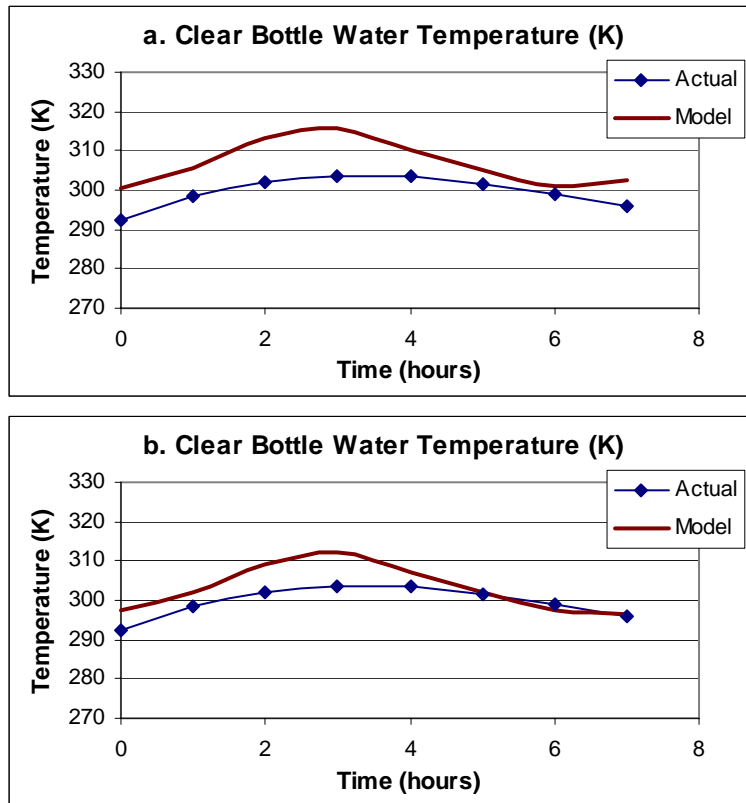 a. Clear Bottle Water Temperature (K)
330
320
310
300
290
280
270
Temperature (K)
0 2 4 6 8
Time (hours)
Actual
Model
b. Clear Bottle Water Temperature (K)
330
320
310
300
290
280
270
Temperature (K)
0 2 4 6 8
Time (hours)
Actual
Model